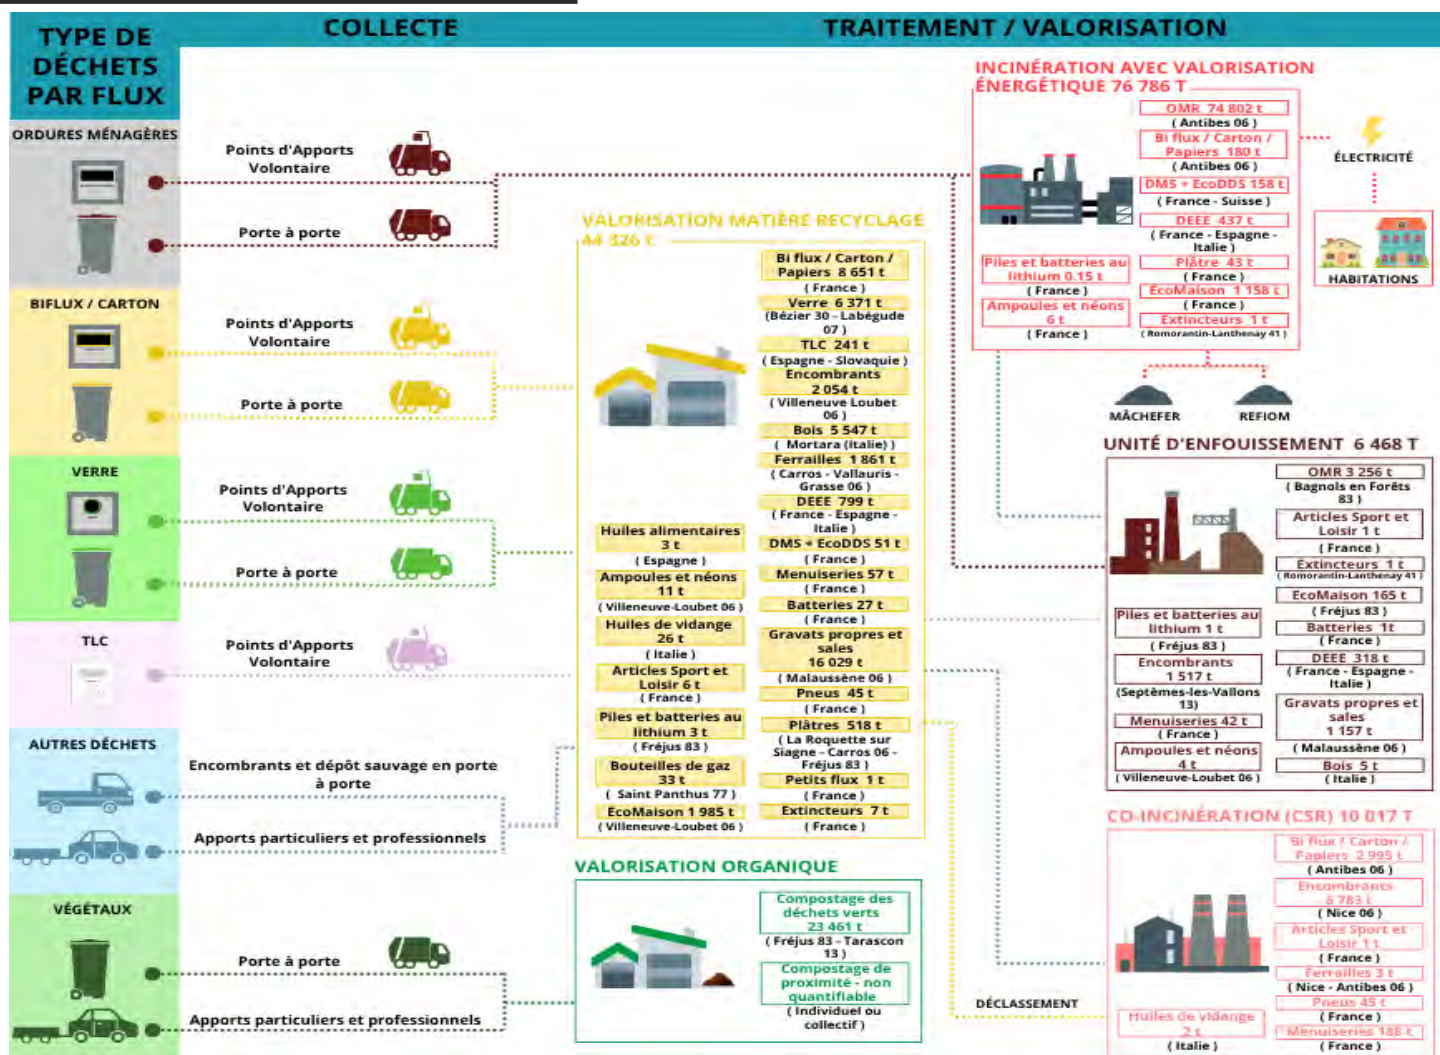 TYPE DE
DÉCHETS
PAR FLUX
COLLECTE
TRAITEMENT / VALORISATION
ORDURES MÉNAGÈRES
Points d'Apports
Volontaire
Porte à porte
BIFLUX / CARTON
Points d'Apports
Volontaire
Porte à porte
VERRE
Points d'Apports
Volontaire
Porte à porte
TLC
Points d'Apports
Volontaire
AUTRES DÉCHETS
Encombrants et dépôt sauvage en porte
à porte
Apports particuliers et professionnels
VÉGÉTAUX
Porte à porte
Apports particuliers et professionnels
VALORISATION MATIÈRE RECYCLAGE
44 326 t
Bi flux / Carton /
Papiers 8 651 t
( France )
Verre 6 371 t
(Bézier 30 - Labégude
07 )
TLC 241 t
( Espagne - Slovaquie )
Encombrants
2 054 t
( Villeneuve Loubet
06 )
Bois 5 547 t
( Mortara (Italie) )
Ferrailles 1 861 t
( Carros - Vallauris -
Grasse 06 )
DEEE 799 t
( France - Espagne -
Italie )
DMS + EcoDDS 51 t
( France )
Menuiseries 57 t
( France )
Batteries 27 t
( France )
Gravats propres et
sales
16 029 t
( Malaussène 06 )
Pneus 45 t
( France )
Plâtres 518 t
( La Roquette sur
Siagne - Carros 06 -
Fréjus 83 )
Petits flux 1 t
( France )
Extincteurs 7 t
( France )
Huiles alimentaires
3 t
( Espagne )
Ampoules et néons
11 t
( Villeneuve-Loubet 06 )
Huiles de vidange
26 t
( Italie )
Articles Sport et
Loisir 6 t
( France )
Piles et batteries au
lithium 3 t
( Fréjus 83 )
Bouteilles de gaz
33 t
( Saint Panthus 77 )
EcoMaison 1 985 t
( Villeneuve-Loubet 06 )
VALORISATION ORGANIQUE
Compostage des
déchets verts
23 461 t
( Fréjus 83 - Tarascon
13 )
Compostage de
proximité - non
quantifiable
( Individuel ou
collectif )
INCINÉRATION AVEC VALORISATION
ÉNERGÉTIQUE 76 786 T
OMR 74 802 t
( Antibes 06 )
Bi flux / Carton /
Papiers 180 t
( Antibes 06 )
DMS + EcoDDS 158 t
( France - Suisse )
DEEE 437 t
( France - Espagne -
Italie )
Plâtre 43 t
( France )
EcoMaison 1 158 t
( France )
Extincteurs 1 t
( Romorantin-Lanthenay 41 )
Piles et batteries au
lithium 0.15 t
( France )
Ampoules et néons
6 t
( France )
ÉLECTRICITÉ
HABITATIONS
MÂCHEFER
REFIOM
UNITÉ D'ENFOUISSEMENT 6 468 T
OMR 3 256 t
( Bagnols en Forêts
83 )
Articles Sport et
Loisir 1 t
( France )
Extincteurs 1 t
( Romorantin-Lanthenay 41 )
EcoMaison 165 t
( Fréjus 83 )
Batteries 1t
( France )
DEEE 318 t
( France - Espagne -
Italie )
Gravats propres et
sales
1 157 t
( Malaussène 06 )
Bois 5 t
( Italie )
Piles et batteries au
lithium 1 t
( Fréjus 83 )
Encombrants
1 517 t
(Septèmes-les-Vallons
13)
Menuiseries 42 t
( France )
Ampoules et néons
4 t
( Villeneuve-Loubet 06 )
CO-INCINÉRATION (CSR) 10 017 T
Bi flux / Carton /
Papiers 2 995 t
( Antibes 06 )
Encombrants
6 783 t
( Nice 06 )
Articles Sport et
Loisir 1 t
( France )
Ferrailles 3 t
( Nice - Antibes 06 )
Pneus 45 t
( France )
Menuiseries 188 t
( France )
Huiles de vidange
2 t
( Italie )
DÉCLASSEMENT